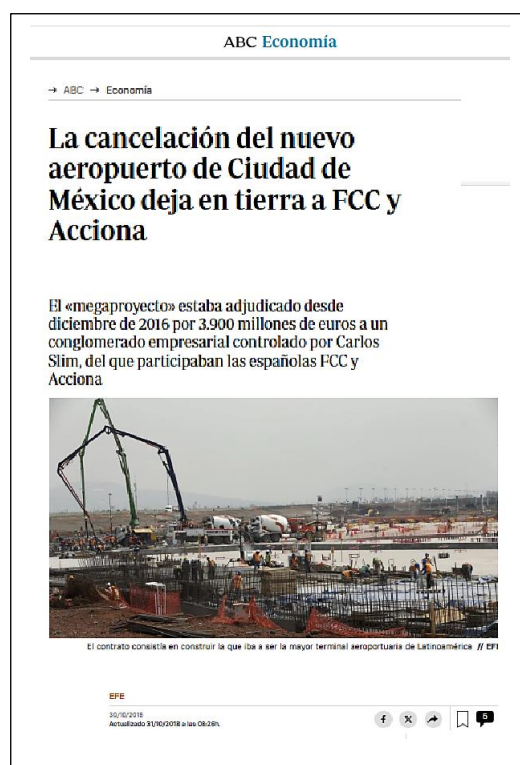 ABC Economía
→ ABC → Economía
La cancelación del nuevo
aeropuerto de Ciudad de
México deja en tierra a FCC y
Acciona
El «megaproyecto» estaba adjudicado desde
diciembre de 2016 por 3.900 millones de euros a un
conglomerado empresarial controlado por Carlos
Slim, del que participaban las españolas FCC y
Acciona
El contrato consistía en construir la que iba a ser la mayor terminal aeroportuaria de Latinoamérica // EFE
EFE
30/10/2018
Actualizado 31/10/2018 a las 08:26h.
5